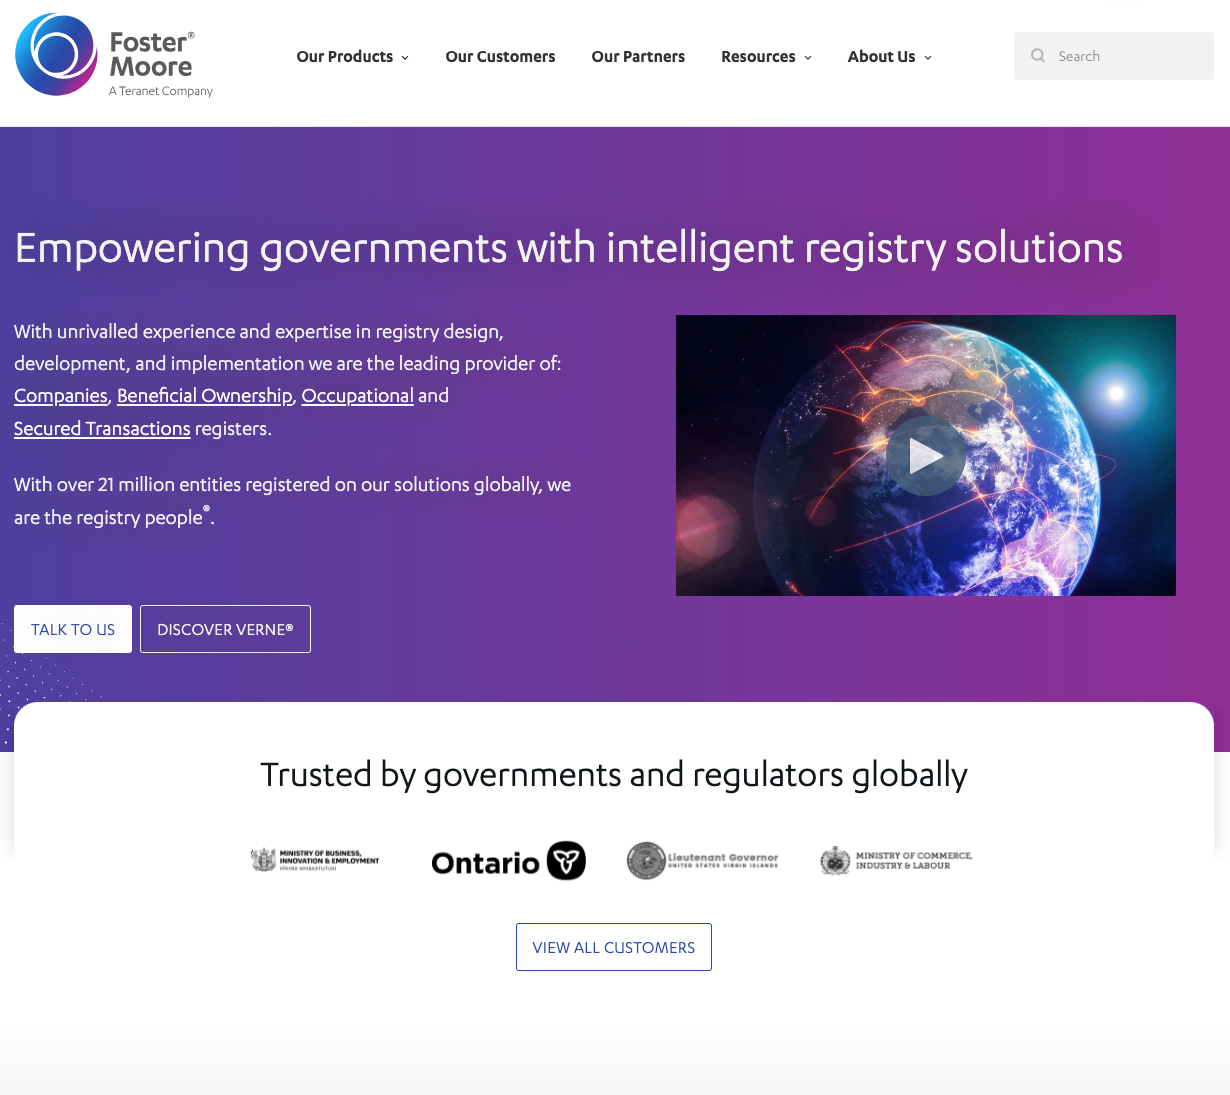 Foster®
Moore
A Teranet Company
Our Products
Our Customers
Our Partners
Resources
About Us
Search
Empowering governments with intelligent registry solutions
With unrivalled experience and expertise in registry design,
development, and implementation we are the leading provider of:
Companies, Beneficial Ownership, Occupational and
Secured Transactions registers.
With over 21 million entities registered on our solutions globally, we
are the registry people®.
TALK TO US
DISCOVER VERNE®
Trusted by governments and regulators globally
MINISTRY OF BUSINESS,
INNOVATION & EMPLOYMENT
HĪKINA WHAKATUTUKI
Ontario
Lieutenant Governor
UNITED STATES VIRGIN ISLANDS
MINISTRY OF COMMERCE,
INDUSTRY & LABOUR
VIEW ALL CUSTOMERS